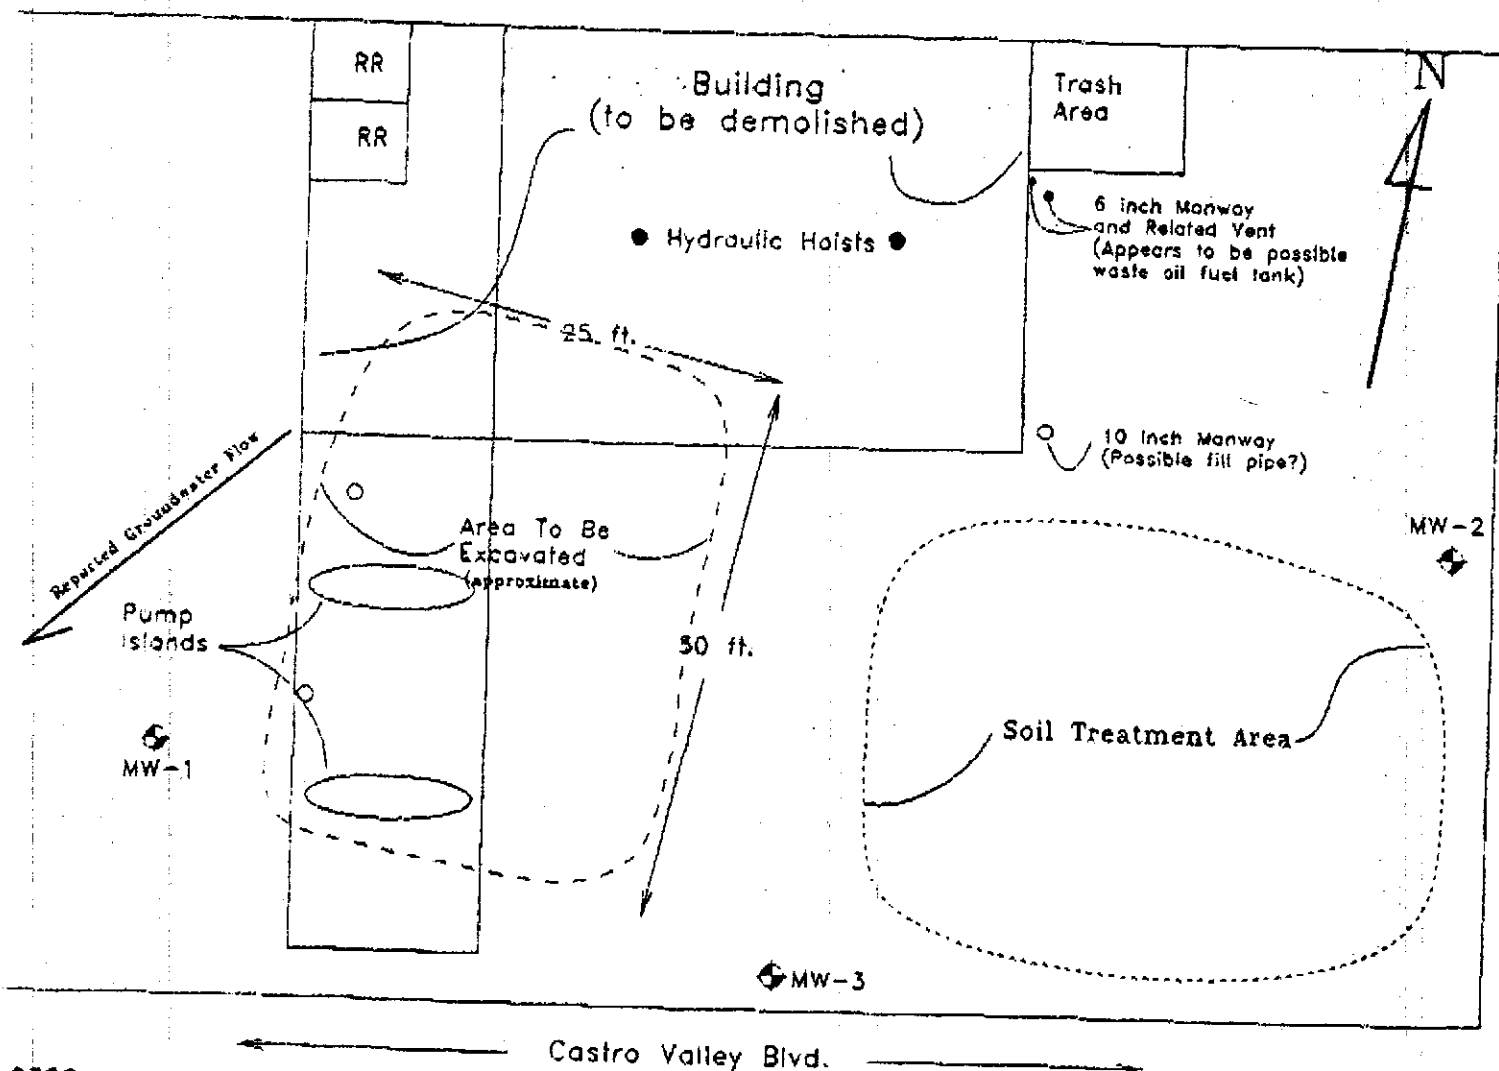 RR
RR
Building
(to be demolished)
Trash
Area
N
Hydraulic Hoists
6 inch Manway
and Related Vent
(Appears to be possible
waste oil fuel tank)
25 ft.
10 inch Manway
(Possible fill pipe?)
Reported Groundwater Flow
Area To Be
Excavated
(approximate)
MW-2
Pump
Islands
50 ft.
Soil Treatment Area
MW-1
MW-3
Castro Valley Blvd.